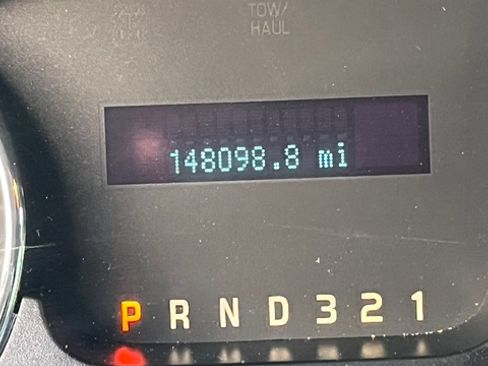 TOW/
HAUL
148098.8 mi
P R N D 3 2 1